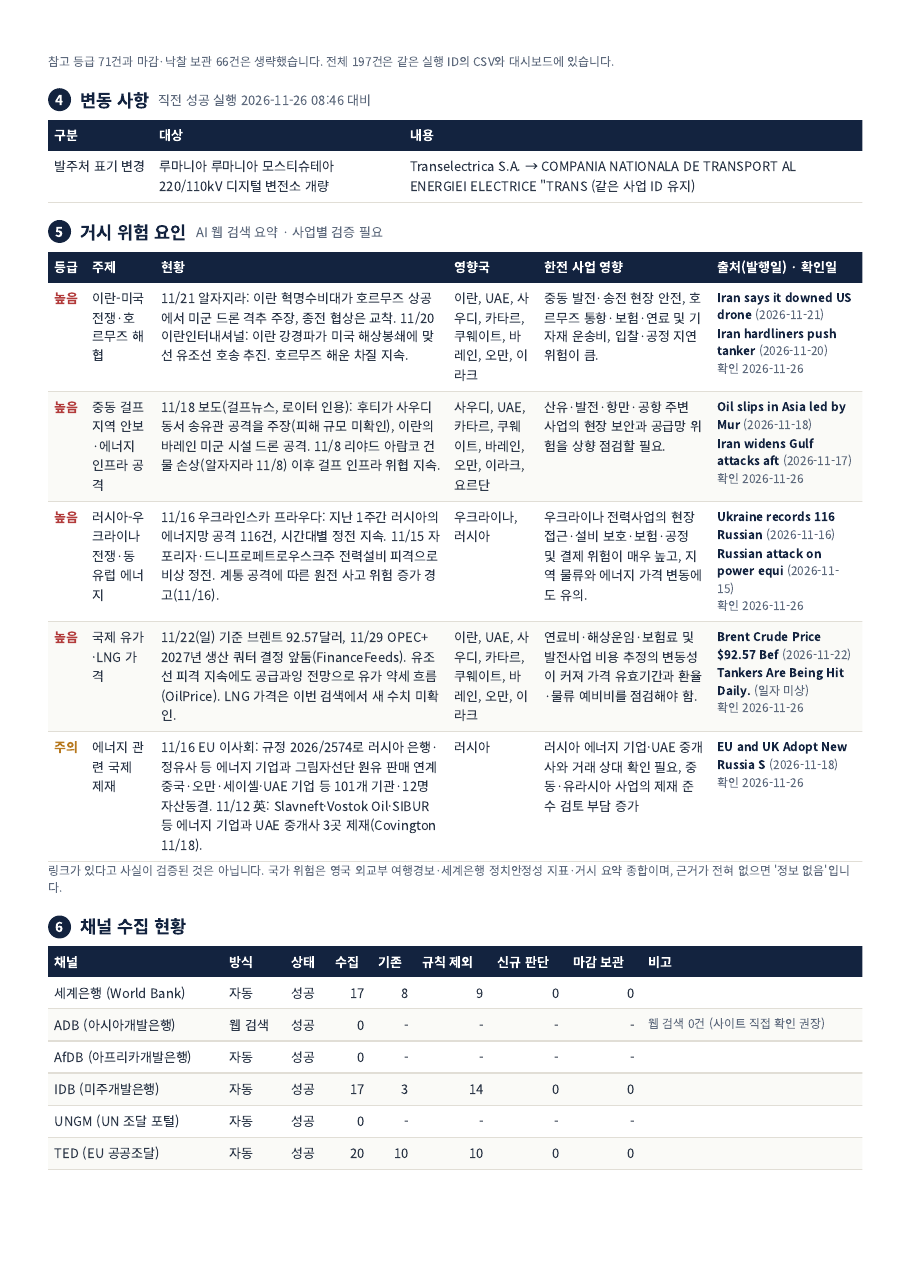 참고 등급 71건과 마감·낙찰 보관 66건은 생략했습니다. 전체 197건은 같은 실행 ID의 CSV와 대시보드에 있습니다.
4 변동 사항 직전 성공 실행 2026-11-26 08:46 대비
구분 대상 내용
발주처 표기 변경 루마니아 루마니아 모스티슈테아 Transelectrica S.A. → COMPANIA NATIONALA DE TRANSPORT AL
220/110kV 디지털 변전소 개량 ENERGIEI ELECTRICE "TRANS (같은 사업 ID 유지)
5 거시 위험 요인 AI 웹 검색 요약 · 사업별 검증 필요
등급 주제 현황 영향국 한전 사업 영향 출처(발행일) · 확인일
높음 이란-미국 11/21 알자지라: 이란 혁명수비대가 호르무즈 상공 이란, UAE, 사 중동 발전·송전 현장 안전, 호 Iran says it downed US
전쟁·호 에서 미군 드론 격추 주장, 종전 협상은 교착. 11/20 우디, 카타르, 르무즈 통항·보험·연료 및 기 drone (2026-11-21)
르무즈 해 이란인터내셔널: 이란 강경파가 미국 해상봉쇄에 맞 쿠웨이트, 바 자재 운송비, 입찰·공정 지연 Iran hardliners push
협 선 유조선 호송 추진. 호르무즈 해운 차질 지속. 레인, 오만, 이 위험이 큼. tanker (2026-11-20)
라크 확인 2026-11-26
높음 중동 걸프 11/18 보도(걸프뉴스, 로이터 인용): 후티가 사우디 사우디, UAE, 산유·발전·항만·공항 주변 Oil slips in Asia led by
지역 안보 동서 송유관 공격을 주장(피해 규모 미확인), 이란의 카타르, 쿠웨 사업의 현장 보안과 공급망 위 Mur (2026-11-18)
·에너지 바레인 미군 시설 드론 공격. 11/8 리야드 아람코 건 이트, 바레인, 험을 상향 점검할 필요. Iran widens Gulf
인프라 공 물 손상(알자지라 11/8) 이후 걸프 인프라 위협 지속. 오만, 이라크, attacks aft (2026-11-17)
격 요르단 확인 2026-11-26
높음 러시아-우 11/16 우크라인스카 프라우다: 지난 1주간 러시아의 우크라이나, 우크라이나 전력사업의 현장 Ukraine records 116
크라이나 에너지망 공격 116건, 시간대별 정전 지속. 11/15 자 러시아 접근·설비 보호·보험·공정 Russian (2026-11-16)
전쟁·동 포리자·드니프로페트로우스크주 전력설비 피격으로 및 결제 위험이 매우 높고, 지 Russian attack on
유럽 에너 비상 정전. 계통 공격에 따른 원전 사고 위험 증가 경 역 물류와 에너지 가격 변동에 power equi (2026-11-
지 고(11/16). 도 유의. 15)
확인 2026-11-26
높음 국제 유가 11/22(일) 기준 브렌트 92.57달러, 11/29 OPEC+ 이란, UAE, 사 연료비·해상운임·보험료 및 Brent Crude Price
·LNG 가 2027년 생산 쿼터 결정 앞둠(FinanceFeeds). 유조 우디, 카타르, 발전사업 비용 추정의 변동성 $92.57 Bef (2026-11-22)
격 선 피격 지속에도 공급과잉 전망으로 유가 약세 흐름 쿠웨이트, 바 이 커져 가격 유효기간과 환율 Tankers Are Being Hit
(OilPrice). LNG 가격은 이번 검색에서 새 수치 미확 레인, 오만, 이 ·물류 예비비를 점검해야 함. Daily. (일자 미상)
인. 라크 확인 2026-11-26
주의 에너지 관 11/16 EU 이사회: 규정 2026/2574로 러시아 은행· 러시아 러시아 에너지 기업·UAE 중개 EU and UK Adopt New
련 국제 정유사 등 에너지 기업과 그림자선단 원유 판매 연계 사와 거래 상대 확인 필요, 중 Russia S (2026-11-18)
제재 중국·오만·세이셸·UAE 기업 등 101개 기관·12명 동·유라시아 사업의 제재 준 확인 2026-11-26
자산동결. 11/12 英: Slavneft·Vostok Oil·SIBUR 수 검토 부담 증가
등 에너지 기업과 UAE 중개사 3곳 제재(Covington
11/18).
링크가 있다고 사실이 검증된 것은 아닙니다. 국가 위험은 영국 외교부 여행경보·세계은행 정치안정성 지표·거시 요약 종합이며, 근거가 전혀 없으면 '정보 없음'입니
다.
6 채널 수집 현황
채널 방식 상태 수집 기존 규칙 제외 신규 판단 마감 보관 비고
세계은행 (World Bank) 자동 성공 17 8 9 0 0
ADB (아시아개발은행) 웹 검색 성공 0 - - - - 웹 검색 0건 (사이트 직접 확인 권장)
AfDB (아프리카개발은행) 자동 성공 0 - - - -
IDB (미주개발은행) 자동 성공 17 3 14 0 0
UNGM (UN 조달 포털) 자동 성공 0 - - - -
TED (EU 공공조달) 자동 성공 20 10 10 0 0